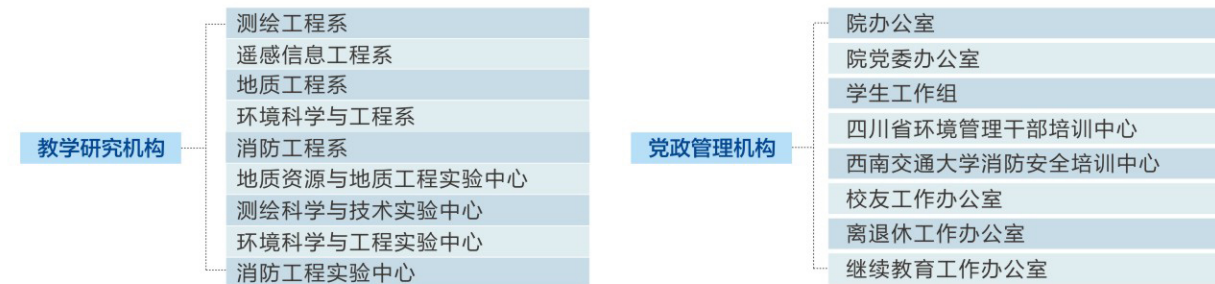 教学研究机构
测绘工程系
遥感信息工程系
地质工程系
环境科学与工程系
消防工程系
地质资源与地质工程实验中心
测绘科学与技术实验中心
环境科学与工程实验中心
消防工程实验中心
党政管理机构
院办公室
院党委办公室
学生工作组
四川省环境管理干部培训中心
西南交通大学消防安全培训中心
校友工作办公室
离退休工作办公室
继续教育工作办公室